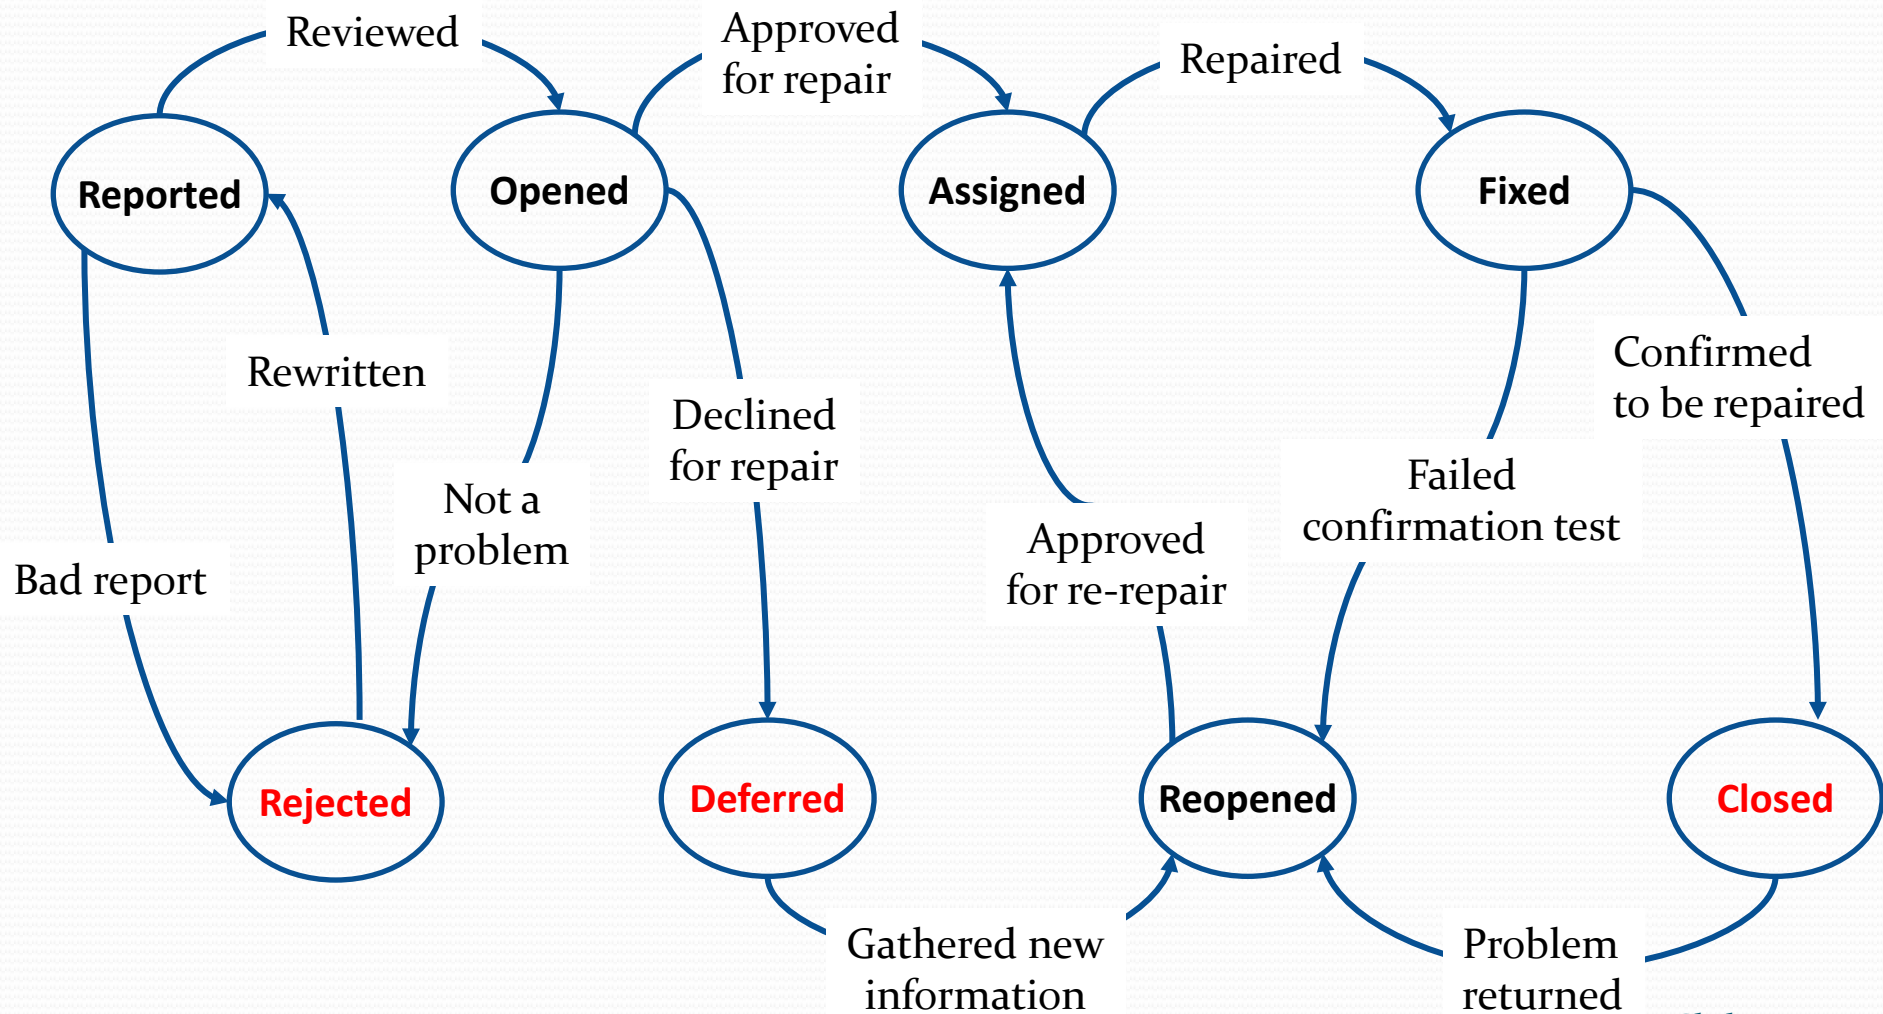 Reviewed
Approved
for repair
Repaired
Reported
Opened
Assigned
Fixed
Rewritten
Confirmed
to be repaired
Declined
for repair
Not a
problem
Failed
confirmation test
Bad report
Approved
for re-repair
Rejected
Deferred
Reopened
Closed
Gathered new
information
Problem
returned